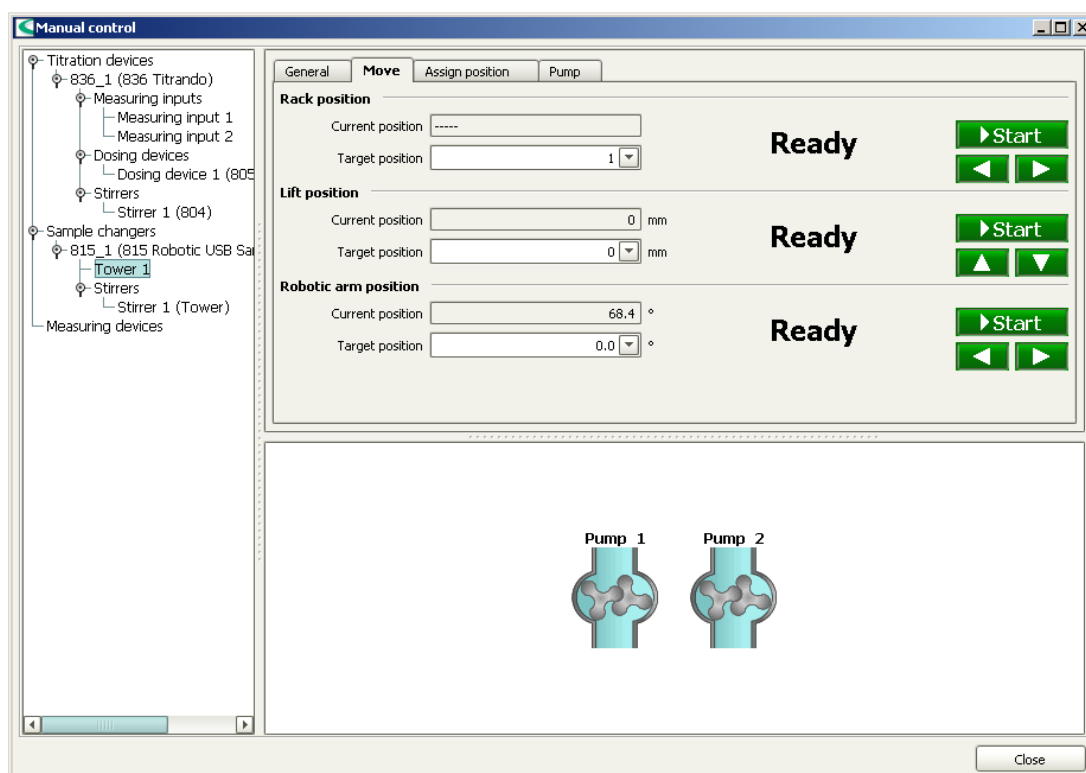 Manual control
Titration devices
836_1 (836 Titrando)
Measuring inputs
Measuring input 1
Measuring input 2
Dosing devices
Dosing device 1 (805
Stirrers
Stirrer 1 (804)
Sample changers
815_1 (815 Robotic USB Sa
Tower 1
Stirrers
Stirrer 1 (Tower)
Measuring devices
General Move Assign position Pump
Rack position
Current position -----
Target position 1
Ready
Start
Lift position
Current position 0 mm
Target position 0 mm
Ready
Start
Robotic arm position
Current position 68.4 °
Target position 0.0 °
Ready
Start
Pump 1 Pump 2
Close